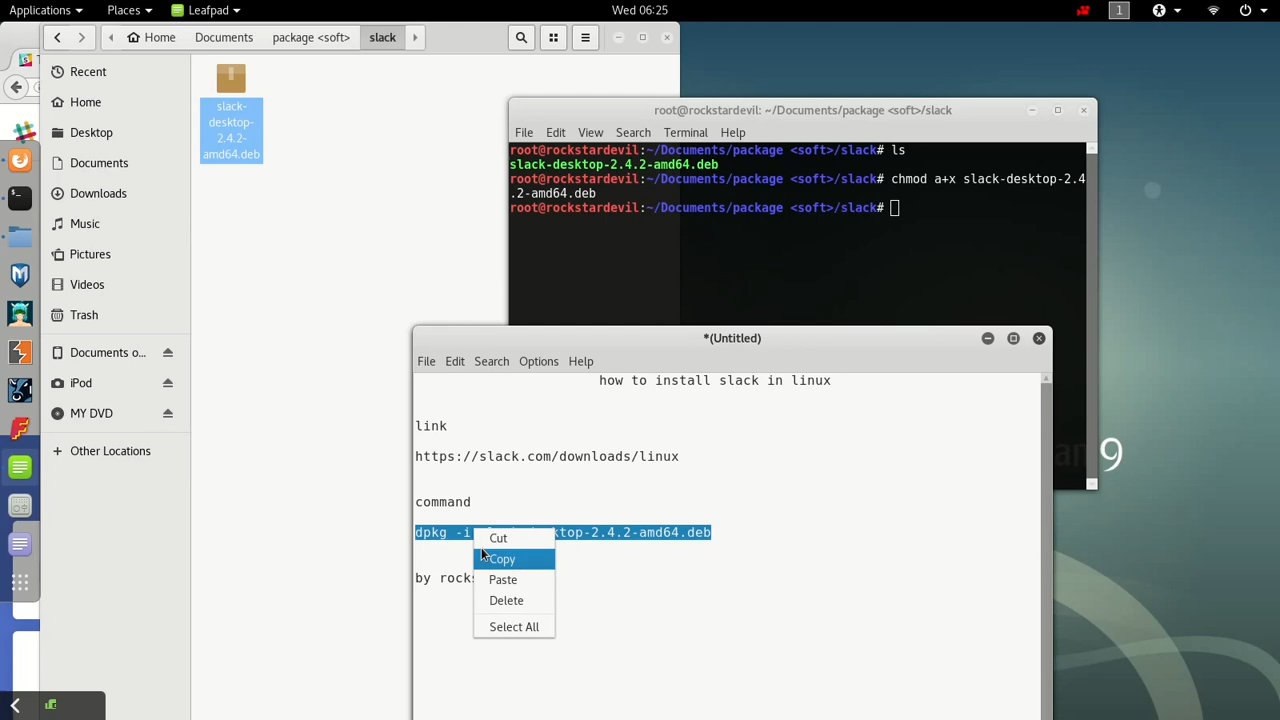 Applications Places Leafpad Wed 06:25 1
Home Documents package <soft> slack
Recent
Home
Desktop
Documents
Downloads
Music
Pictures
Videos
Trash
Documents o...
iPod
MY DVD
+ Other Locations
slack-
desktop-
2.4.2-
amd64.deb
root@rockstardevil: ~/Documents/package <soft>/slack
File Edit View Search Terminal Help
root@rockstardevil:~/Documents/package <soft>/slack# ls
slack-desktop-2.4.2-amd64.deb
root@rockstardevil:~/Documents/package <soft>/slack# chmod a+x slack-desktop-2.4
.2-amd64.deb
root@rockstardevil:~/Documents/package <soft>/slack#
*(Untitled)
File Edit Search Options Help
how to install slack in linux
link
https://slack.com/downloads/linux
command
dpkg -i ktop-2.4.2-amd64.deb
by rocks
Cut
Copy
Paste
Delete
Select All
9